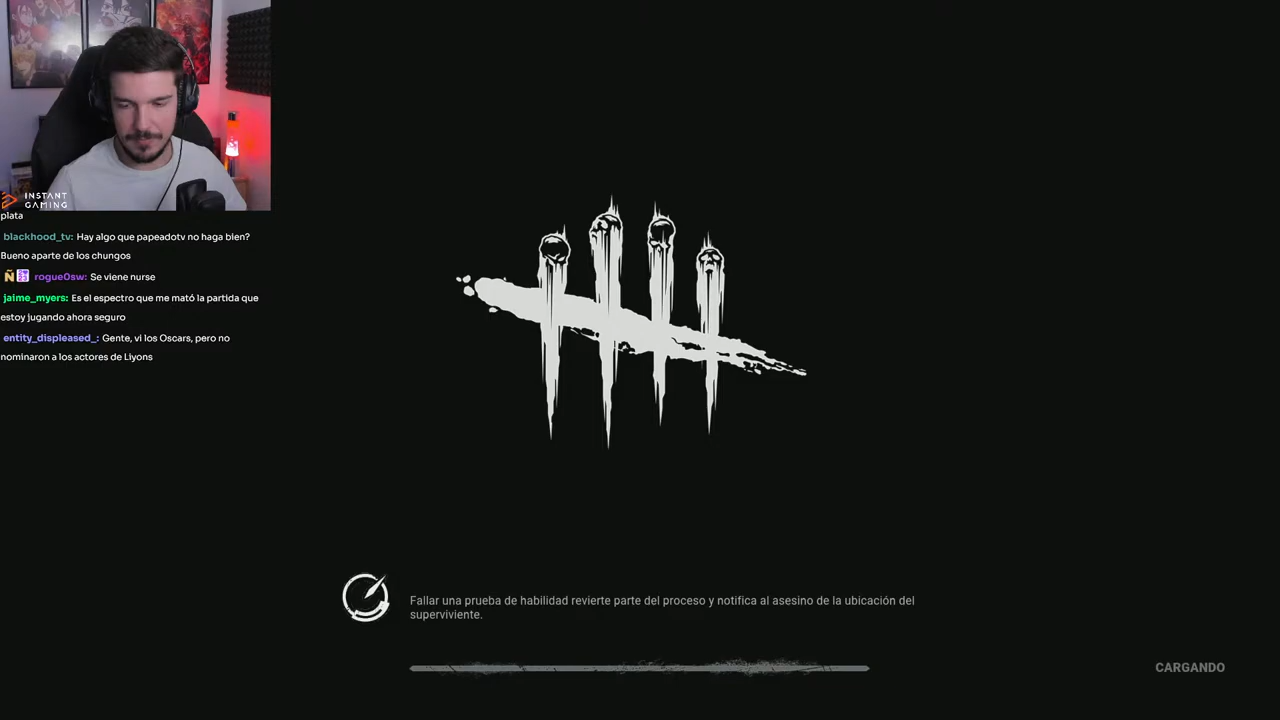 INSTANT
GAMING
plata
blackhood_tv: Hay algo que papeadotv no haga bien?
Bueno aparte de los chungos
Ñ rogue0sw: Se viene nurse
jaime_myers: Es el espectro que me mató la partida que
estoy jugando ahora seguro
entity_displeased_: Gente, vi los Oscars, pero no
nominaron a los actores de Liyons
Fallar una prueba de habilidad revierte parte del proceso y notifica al asesino de la ubicación del
superviviente.
CARGANDO